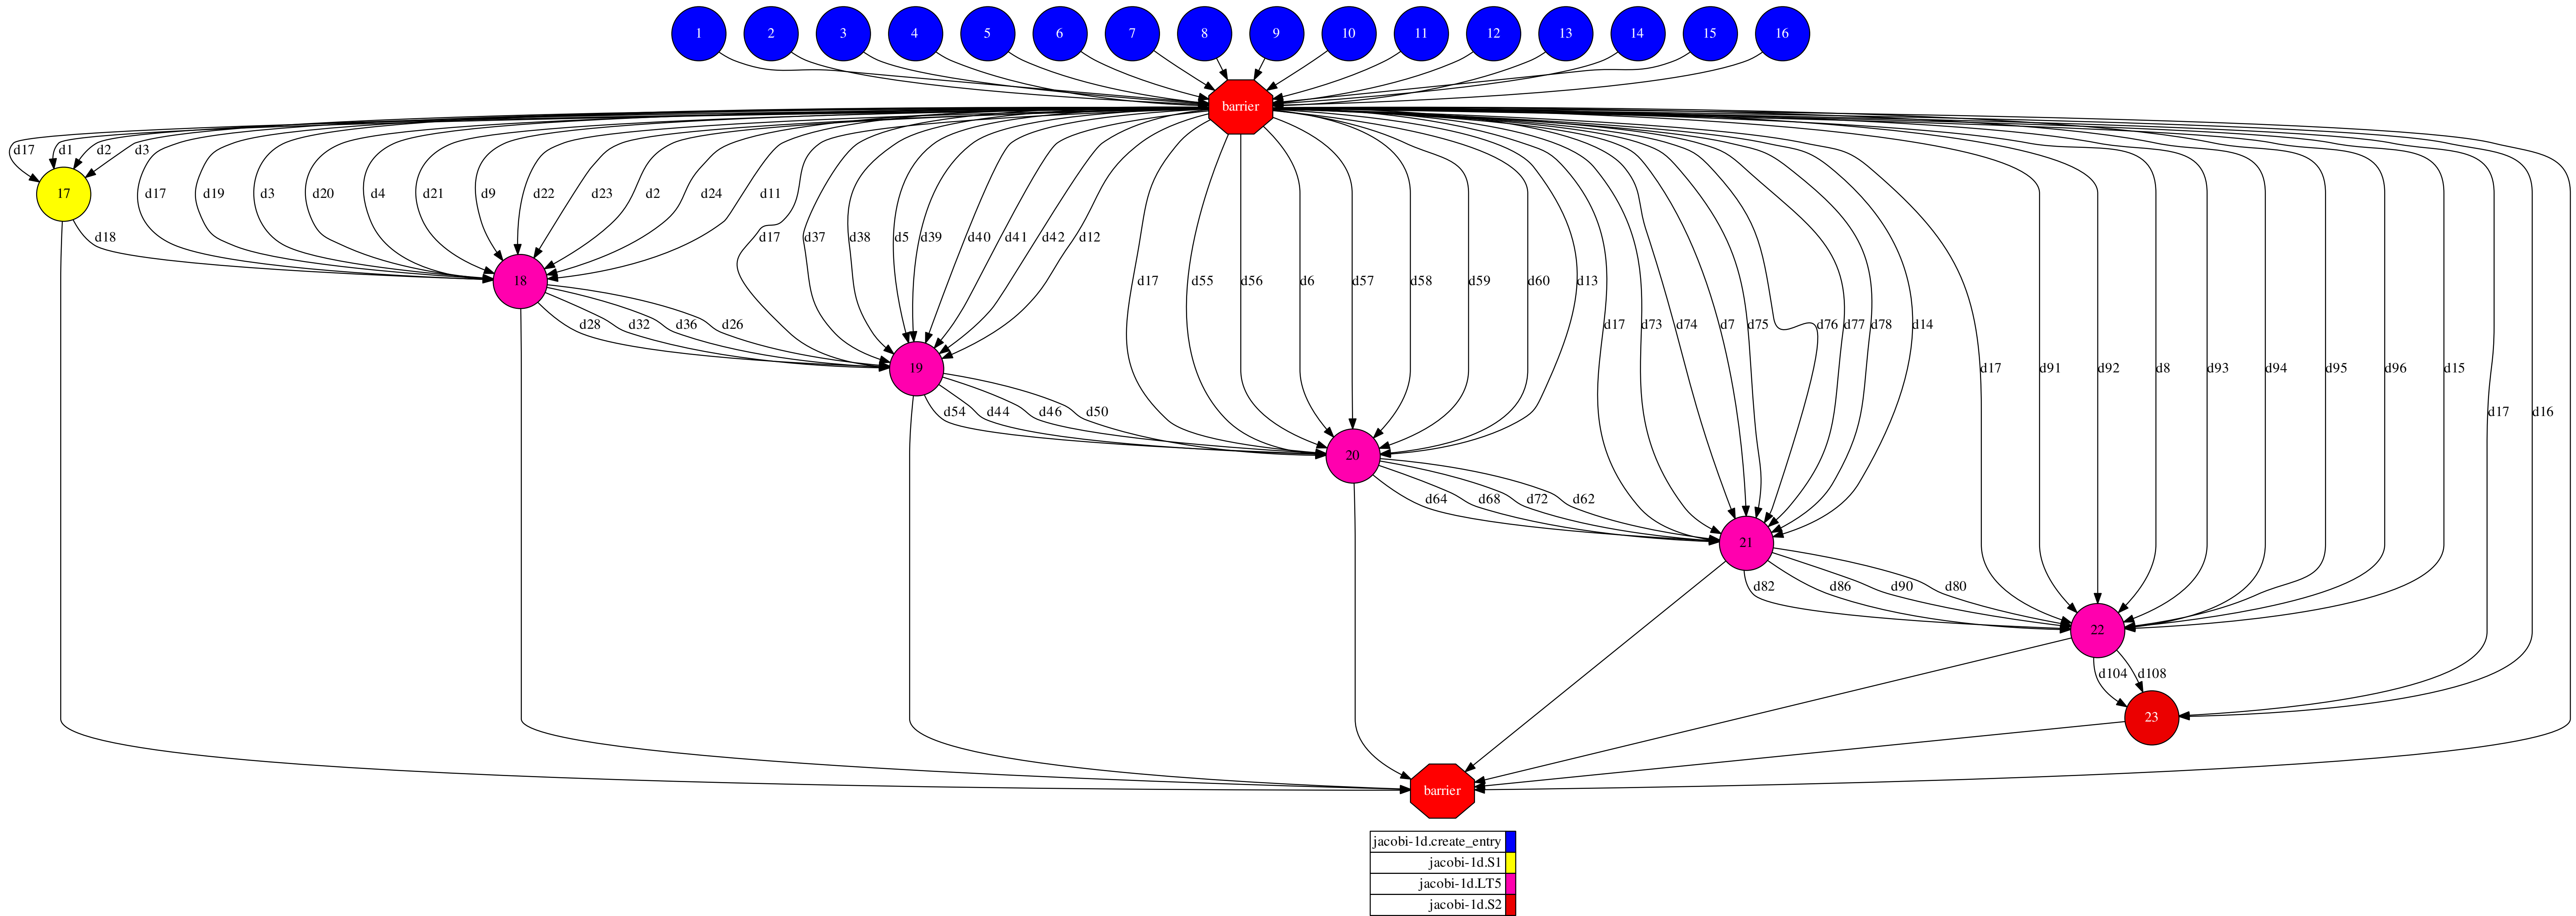 1 2 3 4 5 6 7 8 9 10 11 12 13 14 15 16
barrier
d17 d1 d2 d3
17 d17 d19 d3 d20 d4 d21 d9 d22 d23 d2 d24 d11
d18 d17 d37 d38 d5 d39 d40 d41 d42 d12
18 d17 d55 d56 d6 d57 d58 d59 d60 d13
d28 d32 d36 d26 d17 d73 d74 d7 d75 d76 d77 d78 d14
19 d17 d91 d92 d8 d93 d94 d95 d96 d15
d54 d44 d46 d50 d17 d16
20
d64 d68 d72 d62
21
d82 d86 d90 d80
22
d104 d108
23
barrier
jacobi-1d.create_entry
jacobi-1d.S1
jacobi-1d.LT5
jacobi-1d.S2